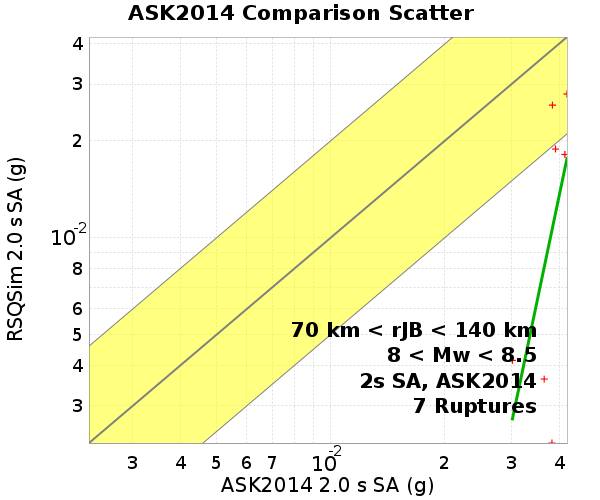 ASK2014 Comparison Scatter
RSQSim 2.0 s SA (g)
4
3
2
10-2
8
6
5
4
3
70 km < rJB < 140 km
8 < Mw < 8.5
2s SA, ASK2014
7 Ruptures
3 4 5 6 7 10-2 2 3 4
ASK2014 2.0 s SA (g)